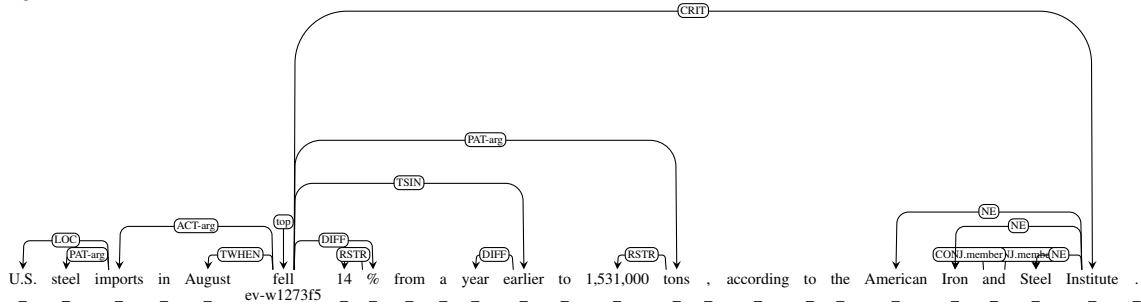 CRIT
PAT-arg
TSIN
ACT-arg
top
NE
NE
LOC
DIFF
PAT-arg
TWHEN
RSTR
DIFF
RSTR
CONJ.member
NE
U.S. steel imports in August fell 14 % from a year earlier to 1,531,000 tons , according to the American Iron and Steel Institute .
_ _ _ _ _ ev-w1273f5 _ _ _ _ _ _ _ _ _ _ _ _ _ _ _ _ _ _ _